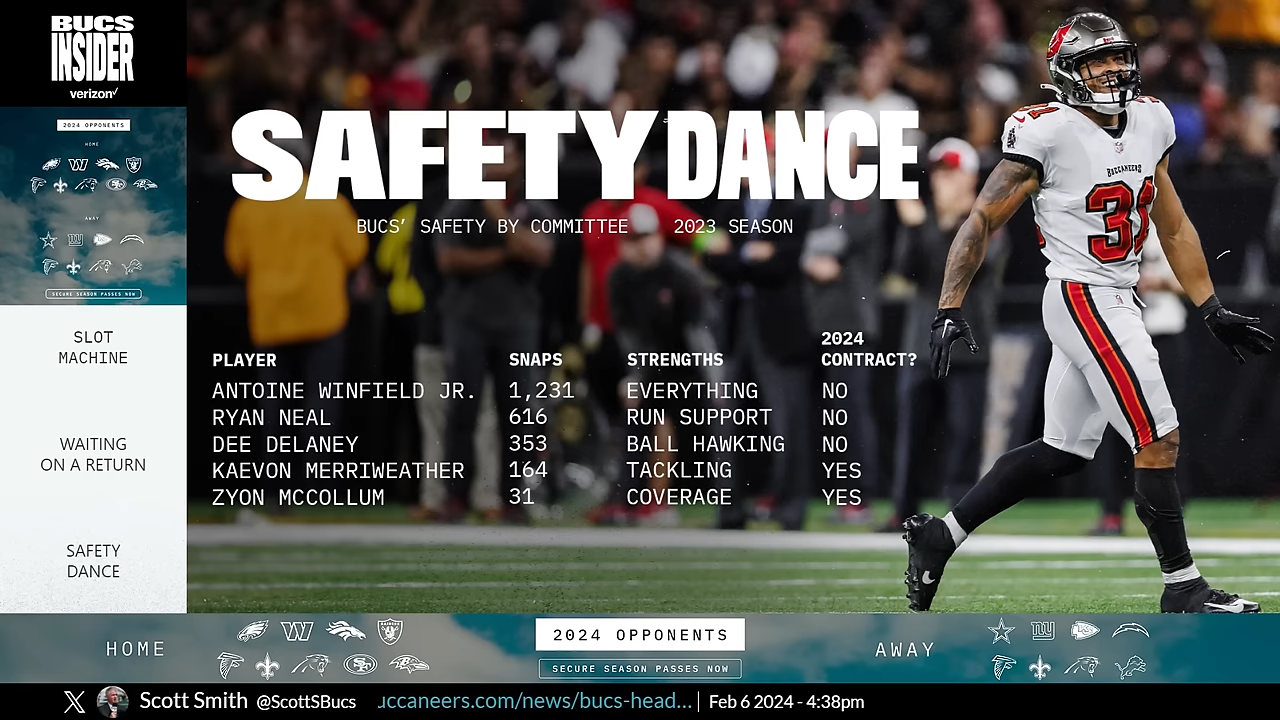 BUCS
INSIDER
verizon✓
2024 OPPONENTS
HOME
AWAY
SECURE SEASON PASSES NOW
SLOT
MACHINE
WAITING
ON A RETURN
SAFETY
DANCE
SAFETY DANCE
BUCS’ SAFETY BY COMMITTEE 2023 SEASON
PLAYER SNAPS STRENGTHS 2024 CONTRACT?
ANTOINE WINFIELD JR. 1,231 EVERYTHING NO
RYAN NEAL 616 RUN SUPPORT NO
DEE DELANEY 353 BALL HAWKING NO
KAEVON MERRIWEATHER 164 TACKLING YES
ZYON MCCOLLUM 31 COVERAGE YES
BUCCANEERS
31
HOME
2024 OPPONENTS
SECURE SEASON PASSES NOW
AWAY
Scott Smith @ScottSBucs uccaneers.com/news/bucs-head... Feb 6 2024 - 4:38pm